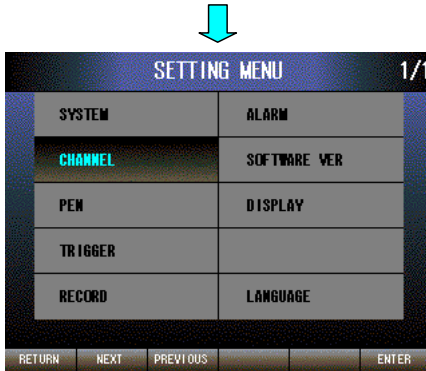 SETTING MENU 1/1
SYSTEM ALARM
CHANNEL SOFTWARE VER
PEN DISPLAY
TRIGGER
RECORD LANGUAGE
RETURN NEXT PREVIOUS ENTER